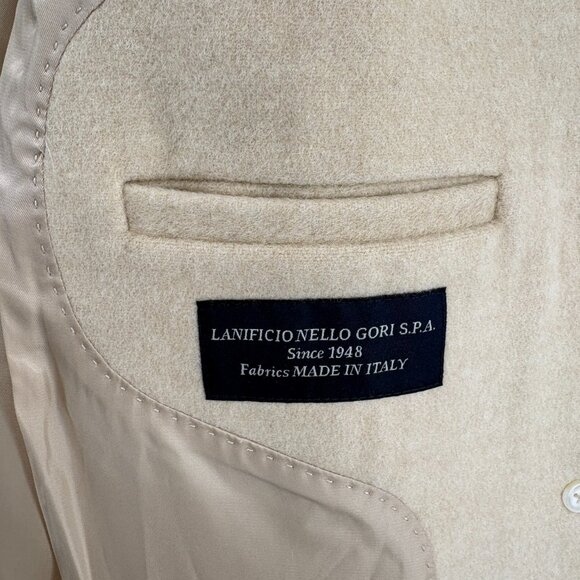 LANIFICIO NELLO GORI S.P.A.
Since 1948
Fabrics MADE IN ITALY